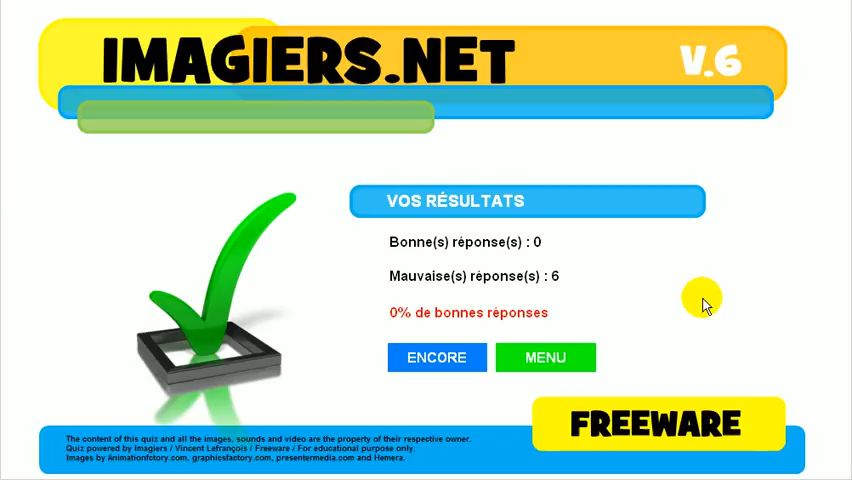 IMAGIERS.NET
V.6
VOS RÉSULTATS
Bonne(s) réponse(s) : 0
Mauvaise(s) réponse(s) : 6
0% de bonnes réponses
ENCORE
MENU
FREEWARE
The content of this quiz and all the images, sounds and video are the property of their respective owner.
Quiz powered by Imagiers / Vincent Lefrançois / Freeware / For educational purpose only.
Images by Animationfctory.com, graphicsfactory.com, presentermedia.com and Hemera.